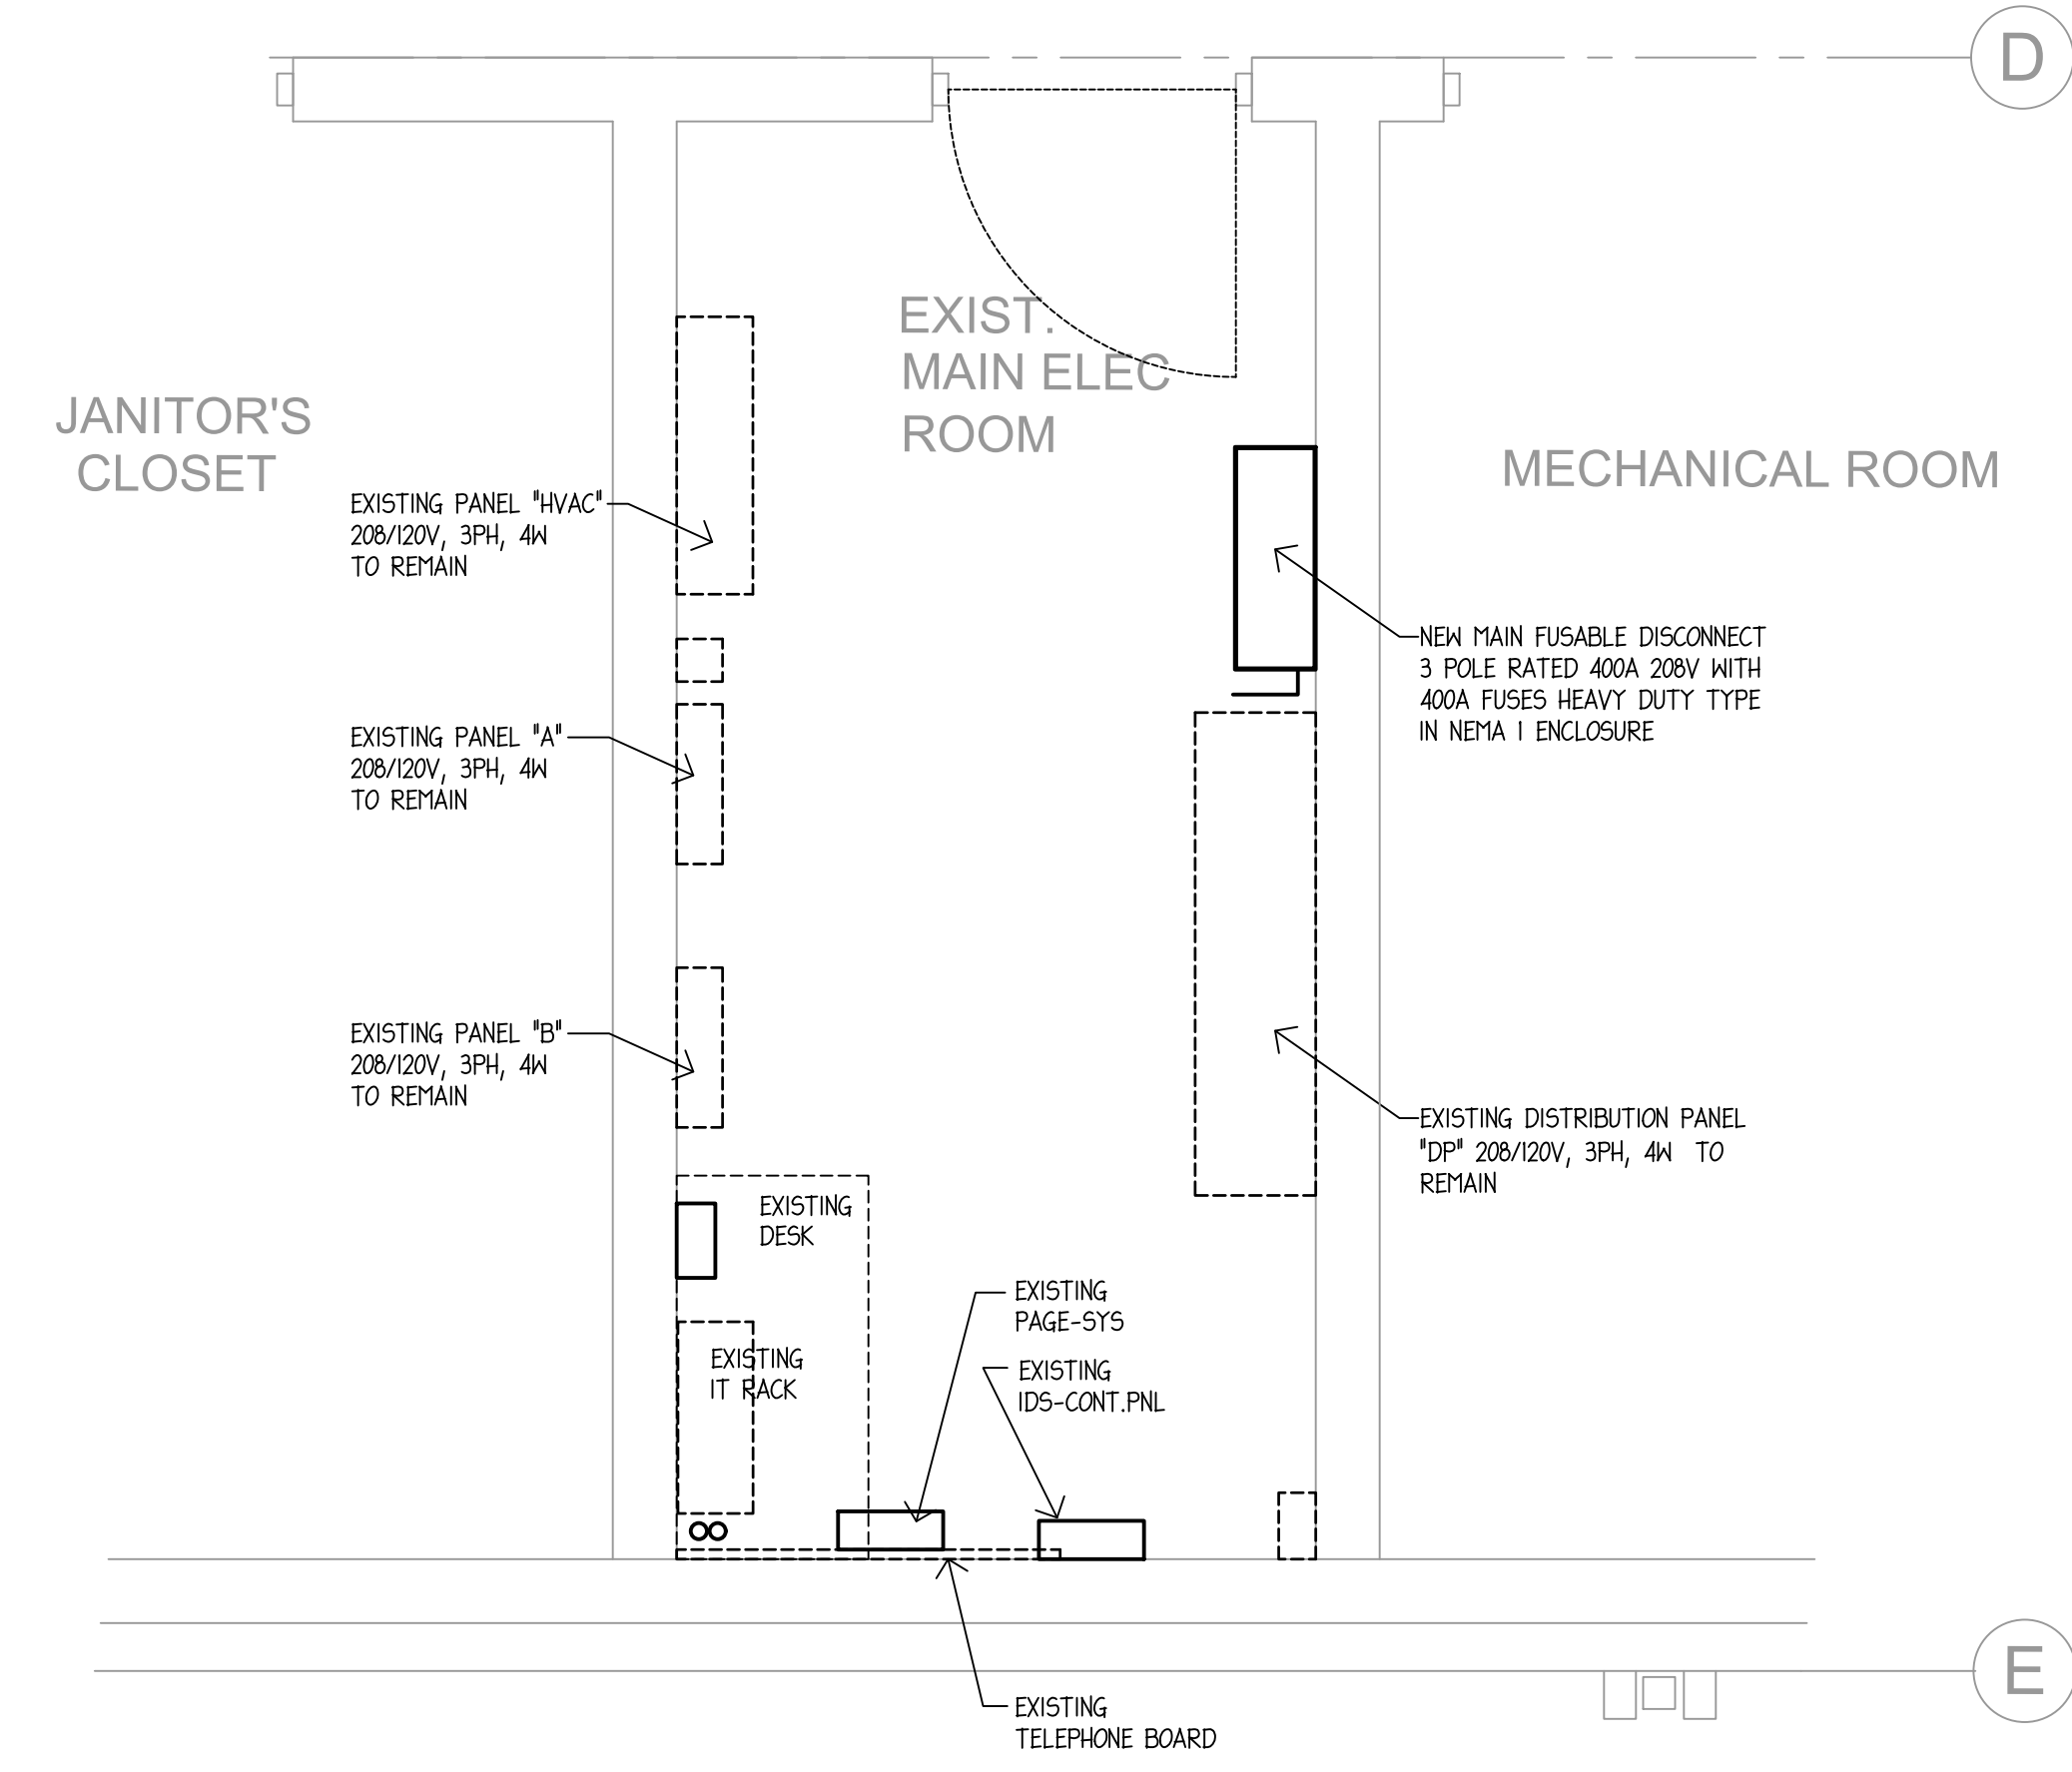 D
EXIST.
MAIN ELEC
ROOM
JANITOR'S
CLOSET
MECHANICAL ROOM
EXISTING PANEL "HVAC"
208/120V, 3PH, 4W
TO REMAIN
NEW MAIN FUSABLE DISCONNECT
3 POLE RATED 400A 208V WITH
400A FUSES HEAVY DUTY TYPE
IN NEMA 1 ENCLOSURE
EXISTING PANEL "A"
208/120V, 3PH, 4W
TO REMAIN
EXISTING PANEL "B"
208/120V, 3PH, 4W
TO REMAIN
EXISTING DISTRIBUTION PANEL
"DP" 208/120V, 3PH, 4W TO
REMAIN
EXISTING
DESK
EXISTING
PAGE-SYS
EXISTING
IT RACK
EXISTING
IDS-CONT.PNL
E
EXISTING
TELEPHONE BOARD